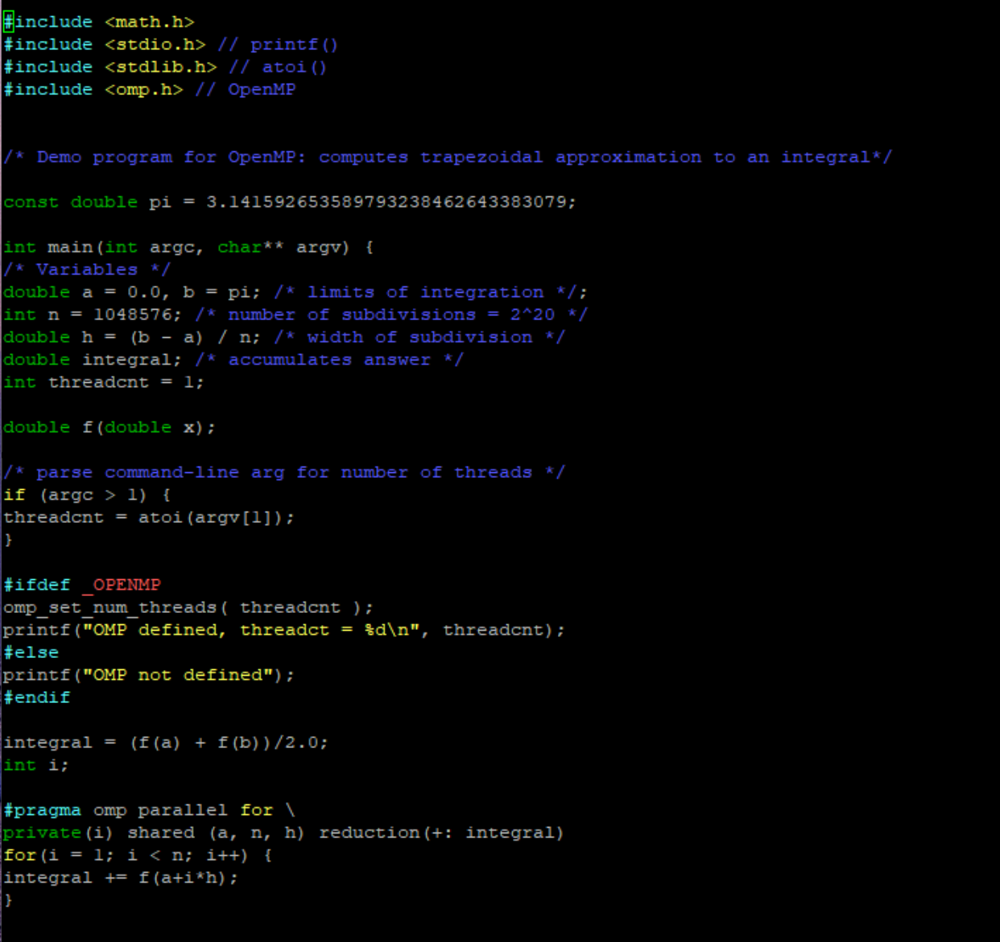 #include <math.h>
#include <stdio.h> // printf()
#include <stdlib.h> // atoi()
#include <omp.h> // OpenMP
/* Demo program for OpenMP: computes trapezoidal approximation to an integral*/
const double pi = 3.141592653589793238462643383079;
int main(int argc, char** argv) {
/* Variables */
double a = 0.0, b = pi; /* limits of integration */;
int n = 1048576; /* number of subdivisions = 2^20 */
double h = (b - a) / n; /* width of subdivision */
double integral; /* accumulates answer */
int threadcnt = 1;
double f(double x);
/* parse command-line arg for number of threads */
if (argc > 1) {
threadcnt = atoi(argv[1]);
}
#ifdef _OPENMP
omp_set_num_threads( threadcnt );
printf("OMP defined, threadct = %d\n", threadcnt);
#else
printf("OMP not defined");
#endif
integral = (f(a) + f(b))/2.0;
int i;
#pragma omp parallel for \
private(i) shared (a, n, h) reduction(+: integral)
for(i = 1; i < n; i++) {
integral += f(a+i*h);
}